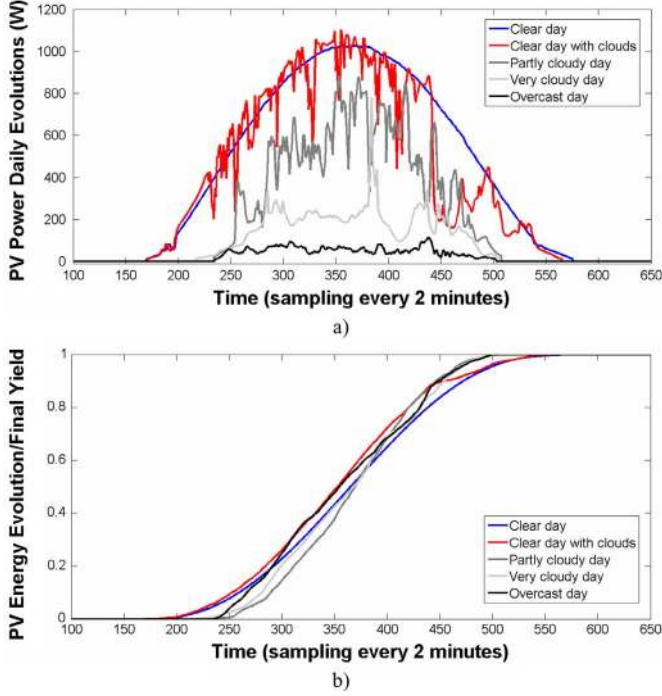 PV Power Daily Evolutions (W)
1200
1000
800
600
400
200
0
Clear day
Clear day with clouds
Partly cloudy day
Very cloudy day
Overcast day
100 150 200 250 300 350 400 450 500 550 600 650
Time (sampling every 2 minutes)
a)
PV Energy Evolution/Final Yield
1
0.8
0.6
0.4
0.2
0
Clear day
Clear day with clouds
Partly cloudy day
Very cloudy day
Overcast day
100 150 200 250 300 350 400 450 500 550 600 650
Time (sampling every 2 minutes)
b)